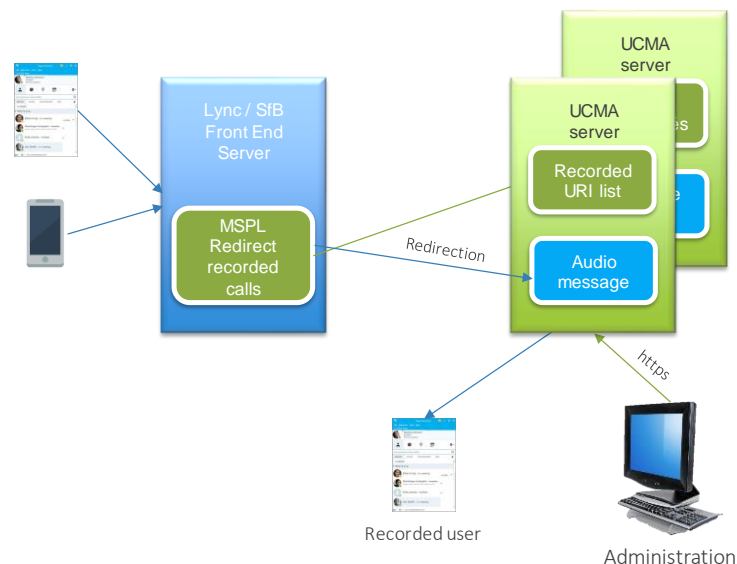 UCMA
server
es
e
Lync / SfB
Front End
Server
UCMA
server
Recorded
URI list
MSPL
Redirect
recorded
calls
Redirection
Audio
message
https
Recorded user
Administration